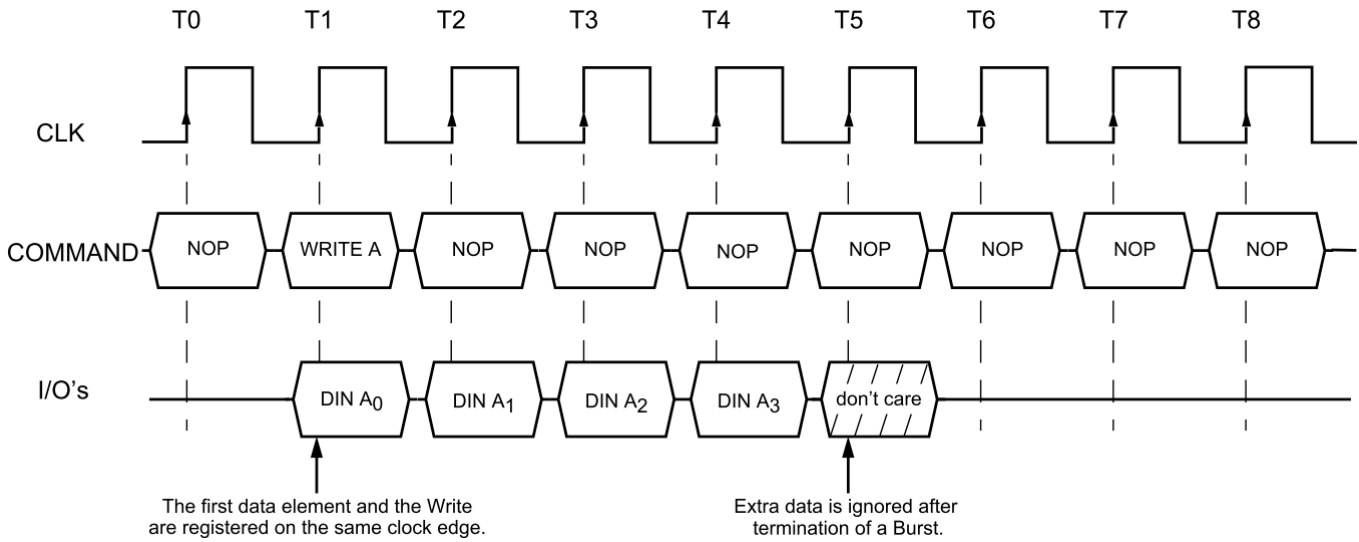 T0 T1 T2 T3 T4 T5 T6 T7 T8
CLK
COMMAND NOP WRITE A NOP NOP NOP NOP NOP NOP NOP
I/O's DIN A0 DIN A1 DIN A2 DIN A3 don't care
The first data element and the Write
are registered on the same clock edge.
Extra data is ignored after
termination of a Burst.